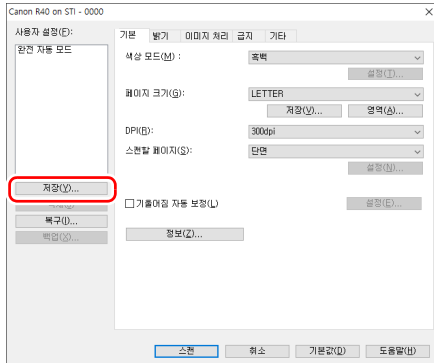 Canon R40 on STI - 0000
사용자 설정(F):
완전 자동 모드
저장(Y)...
복구(I)...
백업(X)...
기본 밝기 이미지 처리 급지 기타
색상 모드(M) : 흑백
설정(T)...
페이지 크기(G): LETTER
저장(V)... 영역(A)...
DPI(R): 300dpi
스캔할 페이지(S): 단면
설정(N)...
기울어짐 자동 보정(L) 설정(E)...
정보(Z)...
스캔 취소 기본값(D) 도움말(H)